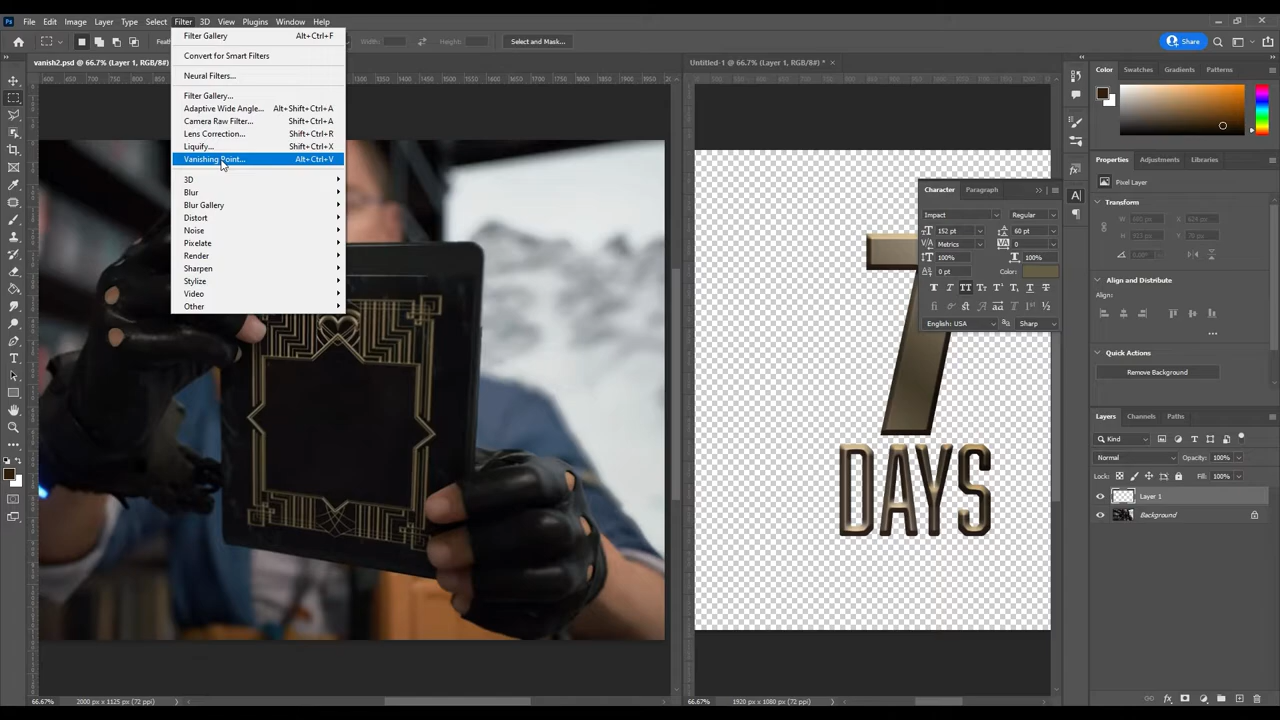 Ps File Edit Image Layer Type Select Filter 3D View Plugins Window Help
Width: Height: Select and Mask... Share
vanish2.psd @ 66.7% (Layer 1, RGB/8#)
Untitled-1 @ 66.7% (Layer 1, RGB/8#) *
Filter Gallery Alt+Ctrl+F
Convert for Smart Filters
Neural Filters...
Filter Gallery...
Adaptive Wide Angle... Alt+Shift+Ctrl+A
Camera Raw Filter... Shift+Ctrl+A
Lens Correction... Shift+Ctrl+R
Liquify... Shift+Ctrl+X
Vanishing Point... Alt+Ctrl+V
3D
Blur
Blur Gallery
Distort
Noise
Pixelate
Render
Sharpen
Stylize
Video
Other
7
DAYS
Character Paragraph
Impact Regular
152 pt 60 pt
Metrics 0
100% 100%
0 pt Color:
English: USA Sharp
Color Swatches Gradients Patterns
Properties Adjustments Libraries
Pixel Layer
Transform
W
X
H
Y
Align and Distribute
Align:
Quick Actions
Remove Background
Layers Channels Paths
Kind
Normal Opacity: 100%
Lock: Fill: 100%
Layer 1
Background
66.67% 2000 px x 1125 px (72 ppi)
66.67% 1920 px x 1080 px (72 ppi)